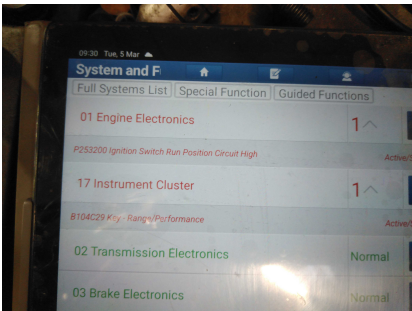 09:30 Tue, 5 Mar
System and F
Full Systems List Special Function Guided Functions
01 Engine Electronics 1
P253200 Ignition Switch Run Position Circuit High Active/
17 Instrument Cluster 1
B104C29 Key - Range/Performance Active/
02 Transmission Electronics Normal
03 Brake Electronics Normal